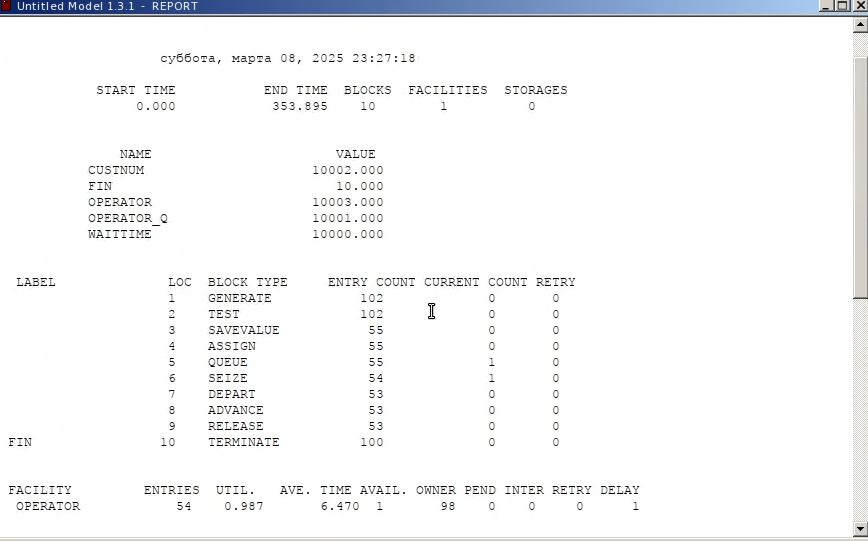 Untitled Model 1.3.1 - REPORT
суббота, марта 08, 2025 23:27:18
START TIME END TIME BLOCKS FACILITIES STORAGES
0.000 353.895 10 1 0
NAME VALUE
CUSTNUM 10002.000
FIN 10.000
OPERATOR 10003.000
OPERATOR_Q 10001.000
WAITTIME 10000.000
LABEL LOC BLOCK TYPE ENTRY COUNT CURRENT COUNT RETRY
1 GENERATE 102 0 0
2 TEST 102 0 0
3 SAVEVALUE 55 0 0
4 ASSIGN 55 0 0
5 QUEUE 55 1 0
6 SEIZE 54 1 0
7 DEPART 53 0 0
8 ADVANCE 53 0 0
9 RELEASE 53 0 0
FIN 10 TERMINATE 100 0 0
FACILITY ENTRIES UTIL. AVE. TIME AVAIL. OWNER PEND INTER RETRY DELAY
OPERATOR 54 0.987 6.470 1 98 0 0 0 1